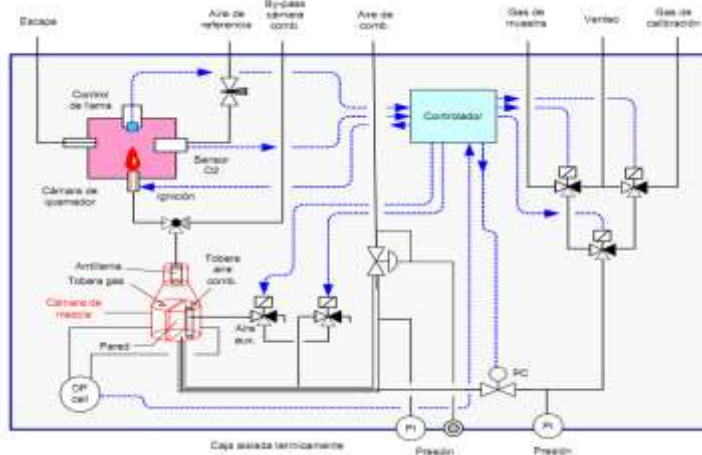 Escape
Aire de
referencia
By-pass
cámara
comb.
Aire de
comb.
Gas de
muestra
Venteo
Gas de
calibración
Control
de llama
Controlador
Sensor
O2
Cámara de
quemador
Ignición
Antillama
Tobera gas
Tobera
aire
comb.
Cámara de
mezcla
Aire
aux.
Pared
DP
cell
PC
PI
PI
Caja aislada termicamente
Presión
Presión